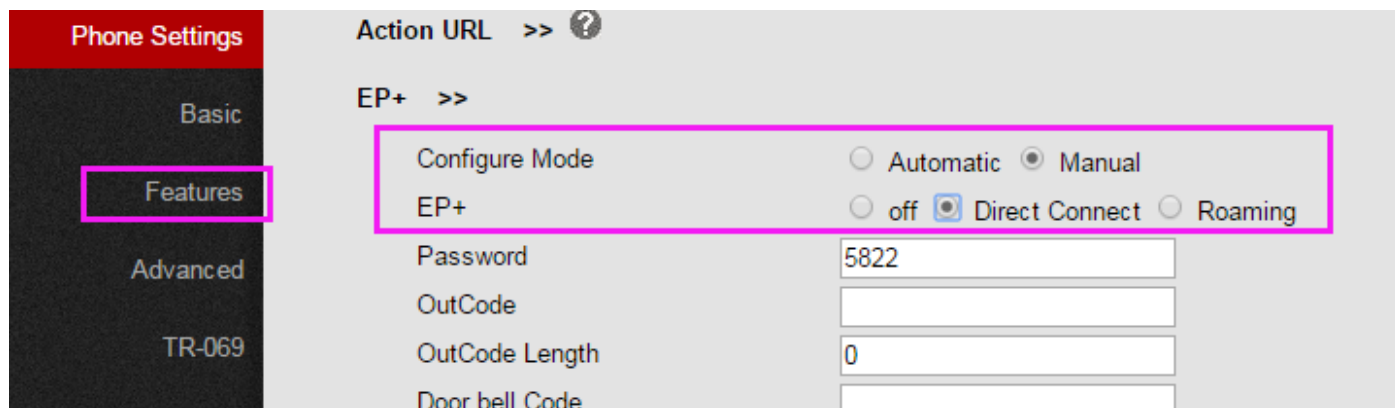 Phone Settings
Basic
Features
Advanced
TR-069
Action URL >> ?
EP+ >>
Configure Mode Automatic Manual
EP+ off Direct Connect Roaming
Password 5822
OutCode
OutCode Length 0
Door bell Code